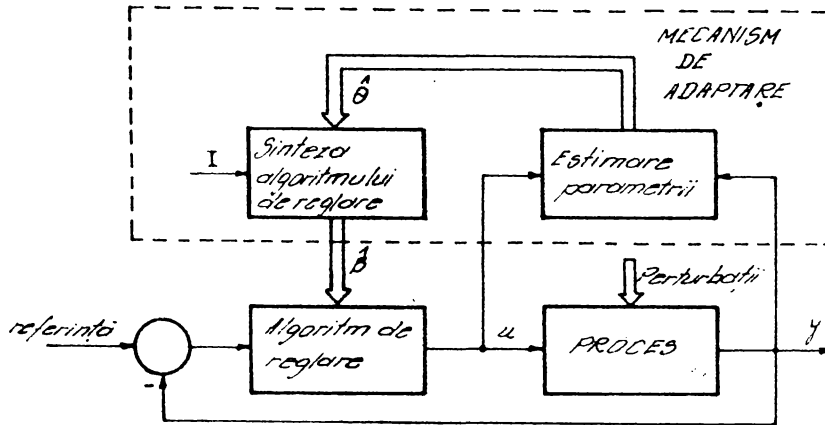 MECANISM
DE
ADAPTARE
θ̂
I
Sinteza
algoritmului
de reglare
Estimare
parametrii
ρ̂
Perturbații
referință
Algoritm de
reglare
u
PROCES
y
-